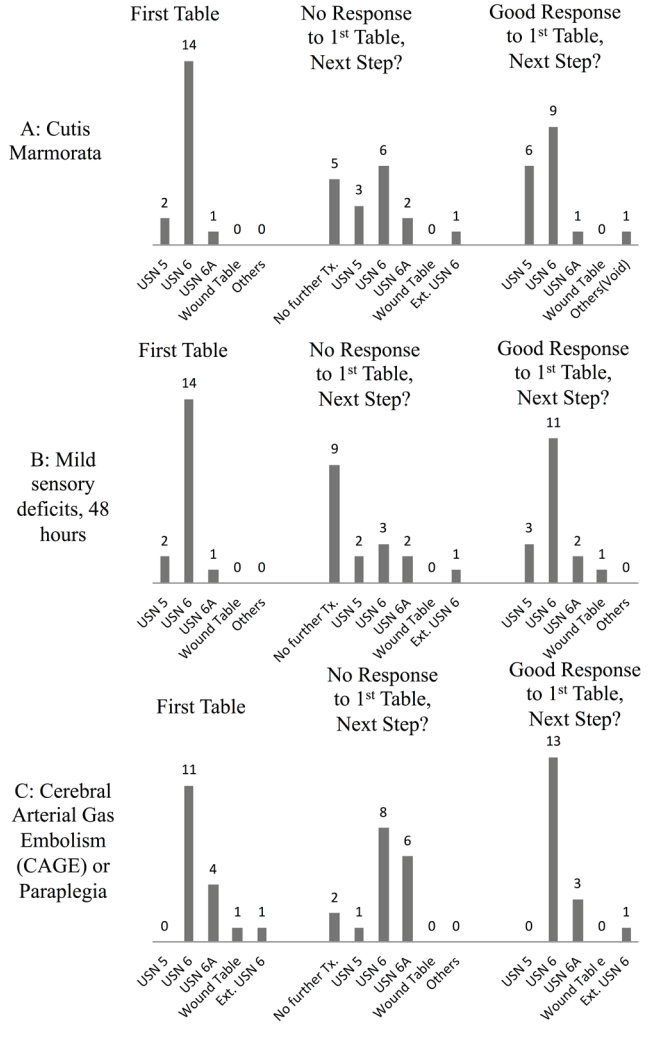 First Table
No Response
to 1st Table,
Next Step?
Good Response
to 1st Table,
Next Step?
A: Cutis
Marmorata
2
14
1
0
0
5
3
6
2
0
1
6
9
1
0
1
USN 5
USN 6
USN 6A
Wound Table
Others
No further Tx.
USN 5
USN 6
USN 6A
Wound Table
Ext. USN 6
USN 5
USN 6
USN 6A
Wound Table
Others(Void)
First Table
No Response
to 1st Table,
Next Step?
Good Response
to 1st Table,
Next Step?
B: Mild
sensory
deficits, 48
hours
2
14
1
0
0
9
2
3
2
0
1
3
11
2
1
0
USN 5
USN 6
USN 6A
Wound Table
Others
No further Tx.
USN 5
USN 6
USN 6A
Wound Table
Ext. USN 6
USN 5
USN 6
USN 6A
Wound Table
Others
First Table
No Response
to 1st Table,
Next Step?
Good Response
to 1st Table,
Next Step?
C: Cerebral
Arterial Gas
Embolism
(CAGE) or
Paraplegia
0
11
4
1
1
2
1
8
6
0
0
0
13
3
0
1
USN 5
USN 6
USN 6A
Wound Table
Ext. USN 6
No further Tx.
USN 5
USN 6
USN 6A
Wound Table
Others
USN 5
USN 6
USN 6A
Wound Table
Ext. USN 6